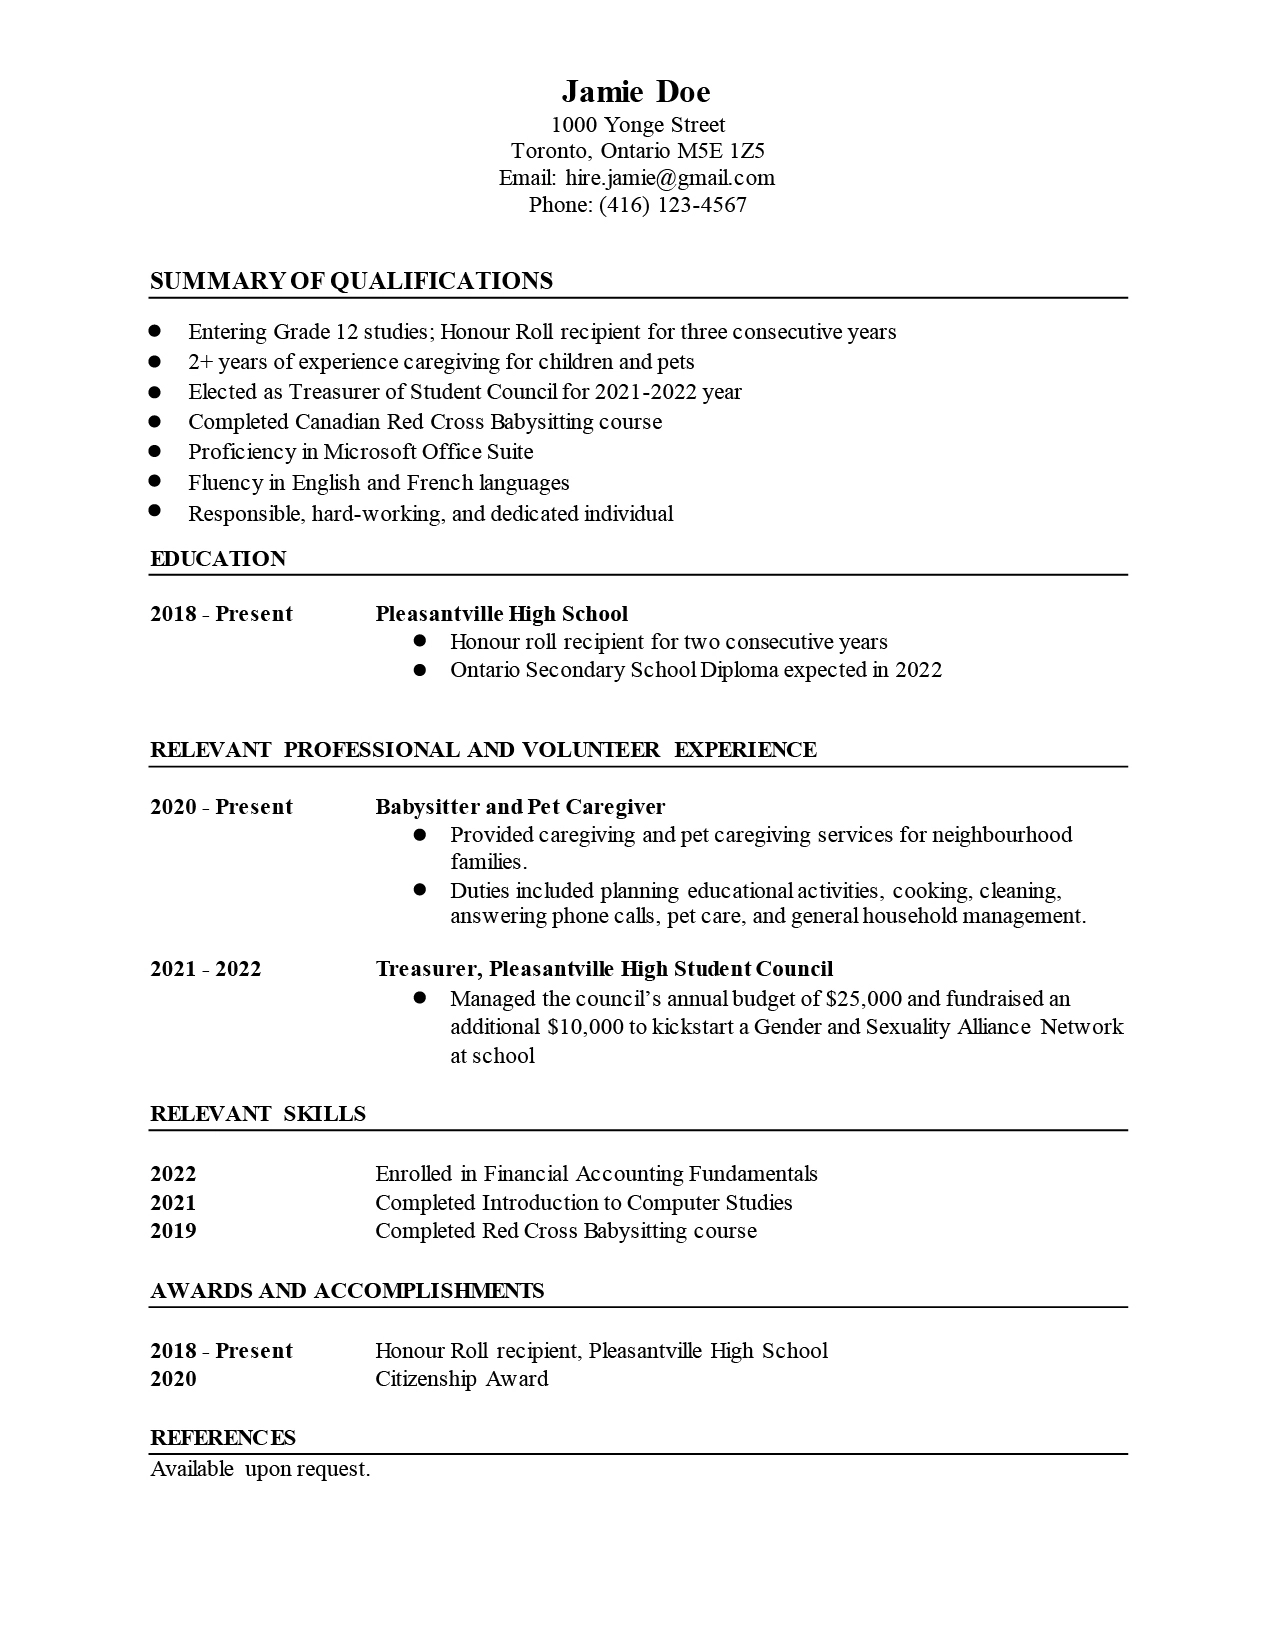 Jamie Doe
1000 Yonge Street
Toronto, Ontario M5E 1Z5
Email: hire.jamie@gmail.com
Phone: (416) 123-4567
SUMMARY OF QUALIFICATIONS
● Entering Grade 12 studies; Honour Roll recipient for three consecutive years
● 2+ years of experience caregiving for children and pets
● Elected as Treasurer of Student Council for 2021-2022 year
● Completed Canadian Red Cross Babysitting course
● Proficiency in Microsoft Office Suite
● Fluency in English and French languages
● Responsible, hard-working, and dedicated individual
EDUCATION
2018 - Present Pleasantville High School
● Honour roll recipient for two consecutive years
● Ontario Secondary School Diploma expected in 2022
RELEVANT PROFESSIONAL AND VOLUNTEER EXPERIENCE
2020 - Present Babysitter and Pet Caregiver
● Provided caregiving and pet caregiving services for neighbourhood
families.
● Duties included planning educational activities, cooking, cleaning,
answering phone calls, pet care, and general household management.
2021 - 2022 Treasurer, Pleasantville High Student Council
● Managed the council’s annual budget of $25,000 and fundraised an
additional $10,000 to kickstart a Gender and Sexuality Alliance Network
at school
RELEVANT SKILLS
2022 Enrolled in Financial Accounting Fundamentals
2021 Completed Introduction to Computer Studies
2019 Completed Red Cross Babysitting course
AWARDS AND ACCOMPLISHMENTS
2018 - Present Honour Roll recipient, Pleasantville High School
2020 Citizenship Award
REFERENCES
Available upon request.